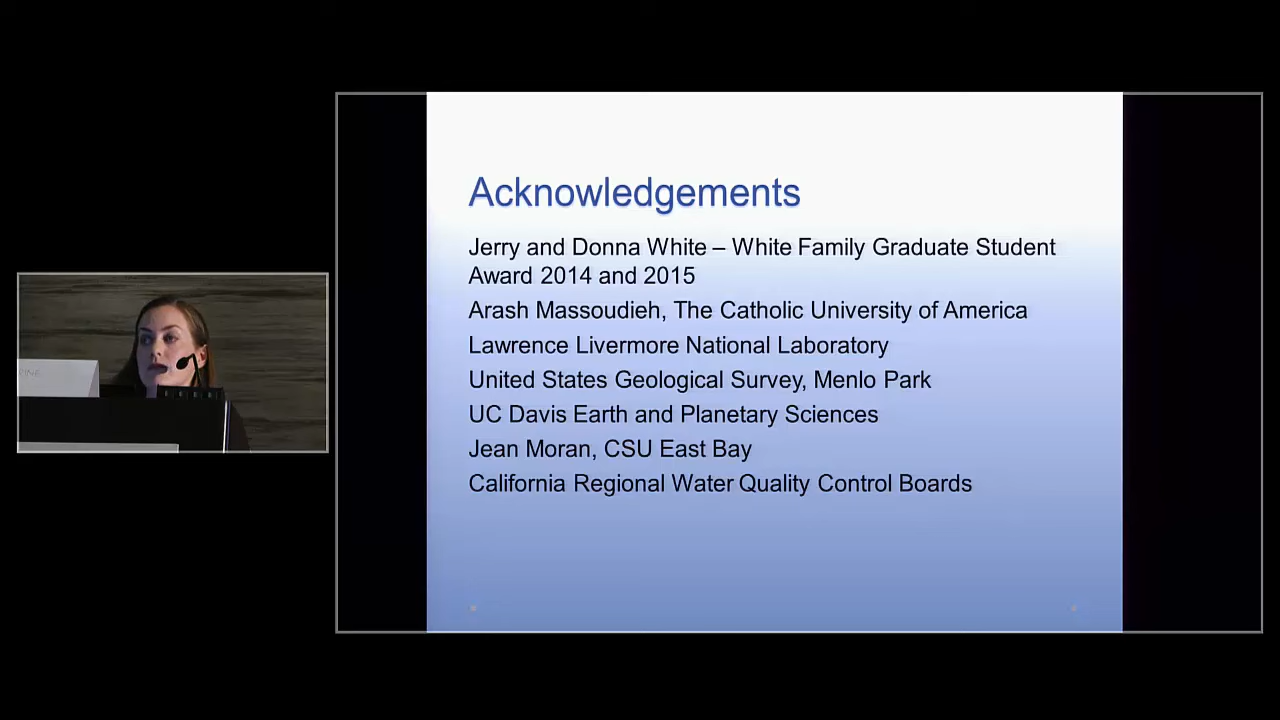 Acknowledgements
Jerry and Donna White – White Family Graduate Student
Award 2014 and 2015
Arash Massoudieh, The Catholic University of America
Lawrence Livermore National Laboratory
United States Geological Survey, Menlo Park
UC Davis Earth and Planetary Sciences
Jean Moran, CSU East Bay
California Regional Water Quality Control Boards